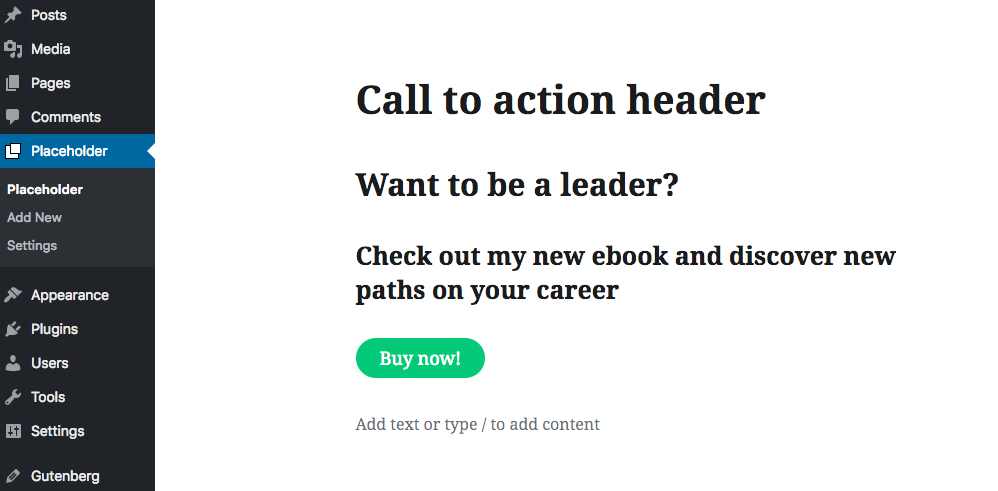 Posts
Media
Pages
Comments
Placeholder
Placeholder
Add New
Settings
Appearance
Plugins
Users
Tools
Settings
Gutenberg
Call to action header
Want to be a leader?
Check out my new ebook and discover new
paths on your career
Buy now!
Add text or type / to add content